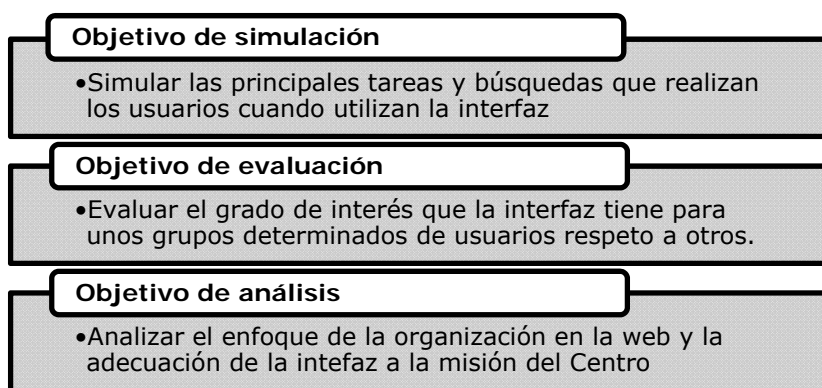 Objetivo de simulación
•Simular las principales tareas y búsquedas que realizan
los usuarios cuando utilizan la interfaz
Objetivo de evaluación
•Evaluar el grado de interés que la interfaz tiene para
unos grupos determinados de usuarios respeto a otros.
Objetivo de análisis
•Analizar el enfoque de la organización en la web y la
adecuación de la intefaz a la misión del Centro